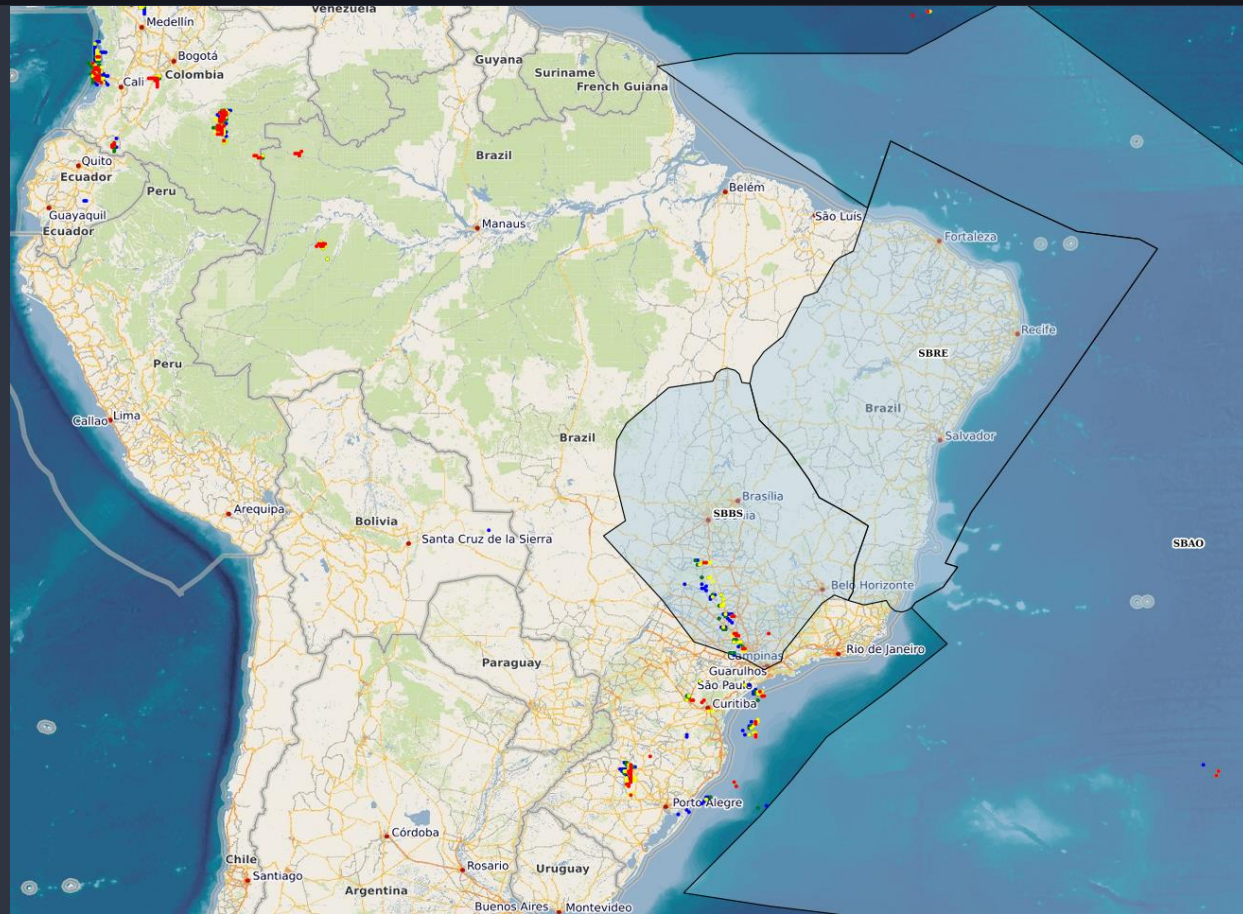 Venezuela
Medellín
Bogotá
Colombia
Cali
Guyana
Suriname
French Guiana
Quito
Ecuador
Peru
Brazil
Belém
Guayaquil
Ecuador
Manaus
São Luís
Fortaleza
Recife
SBRE
Peru
Callao
Lima
Brazil
Brazil
Salvador
Arequipa
Bolivia
Santa Cruz de la Sierra
Brasília
SBBS
SBAO
Belo Horizonte
Paraguay
Campinas
Rio de Janeiro
Guarulhos
São Paulo
Curitiba
Porto Alegre
Córdoba
Chile
Santiago
Rosario
Uruguay
Argentina
Buenos Aires
Montevideo